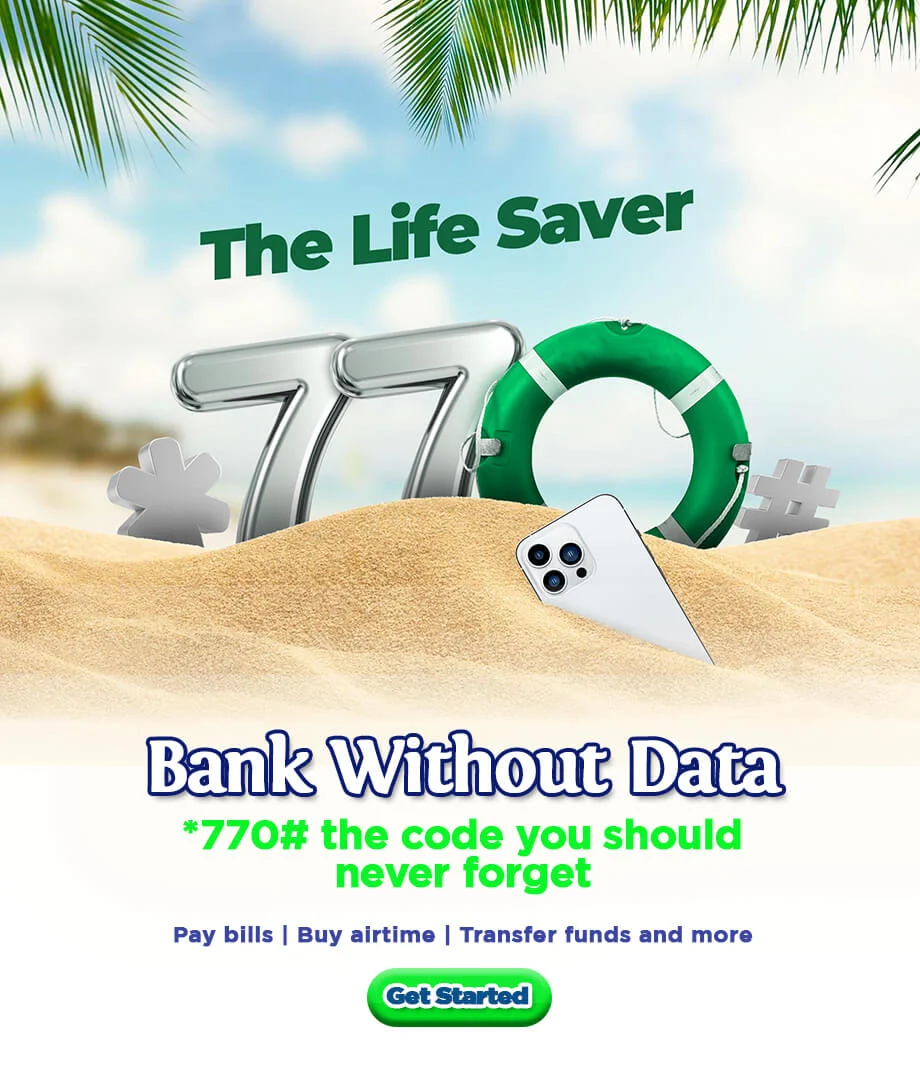 The Life Saver
*770#
Bank Without Data
*770# the code you should
never forget
Pay bills | Buy airtime | Transfer funds and more
Get Started